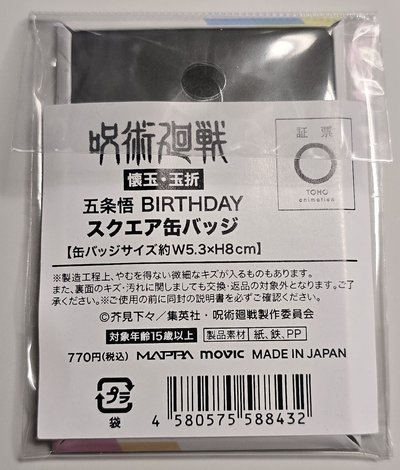 呪術廻戦
懐玉・玉折
五条悟 BIRTHDAY
スクエア缶バッジ
【缶バッジサイズ約W5.3×H8cm】
証票
TOHO
animation
※製造工程上、やむを得ない微細なキズが入るものもあります。
また、裏面のキズ・汚れに関しましても交換・返品の対象外となります。ご了
承ください。※ご使用の前に同封の説明書を必ずご確認ください。
©芥見下々/集英社・呪術廻戦製作委員会
対象年齢15歳以上 製品素材 紙、鉄、PP
770円(税込) MAPPA movic MADE IN JAPAN
プラ
袋
4 580575 588432